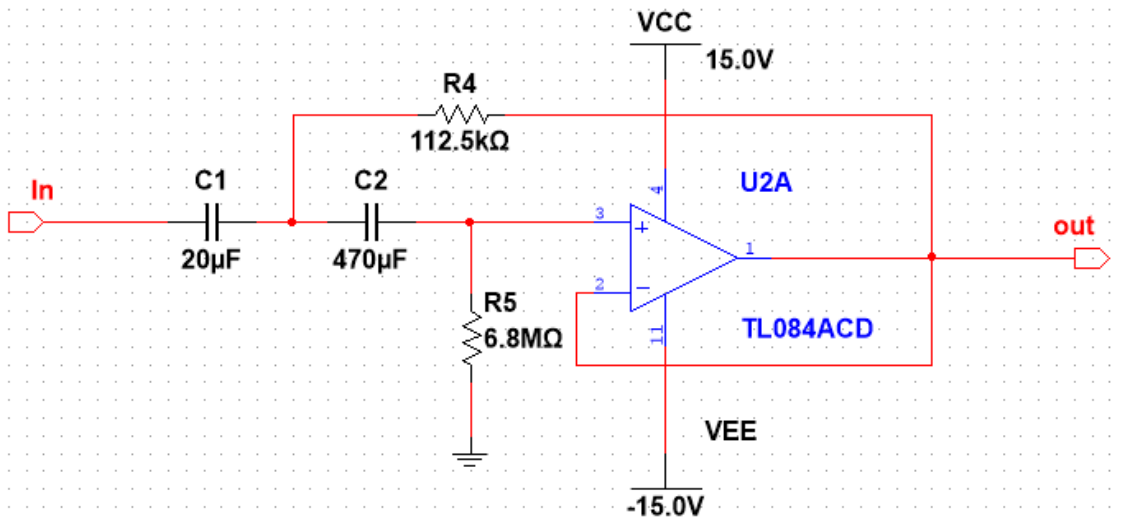 VCC
15.0V
R4
112.5kΩ
In
C1
C2
20µF
470µF
3
4
U2A
1
out
2
R5
6.8MΩ
11
TL084ACD
VEE
-15.0V
+
−